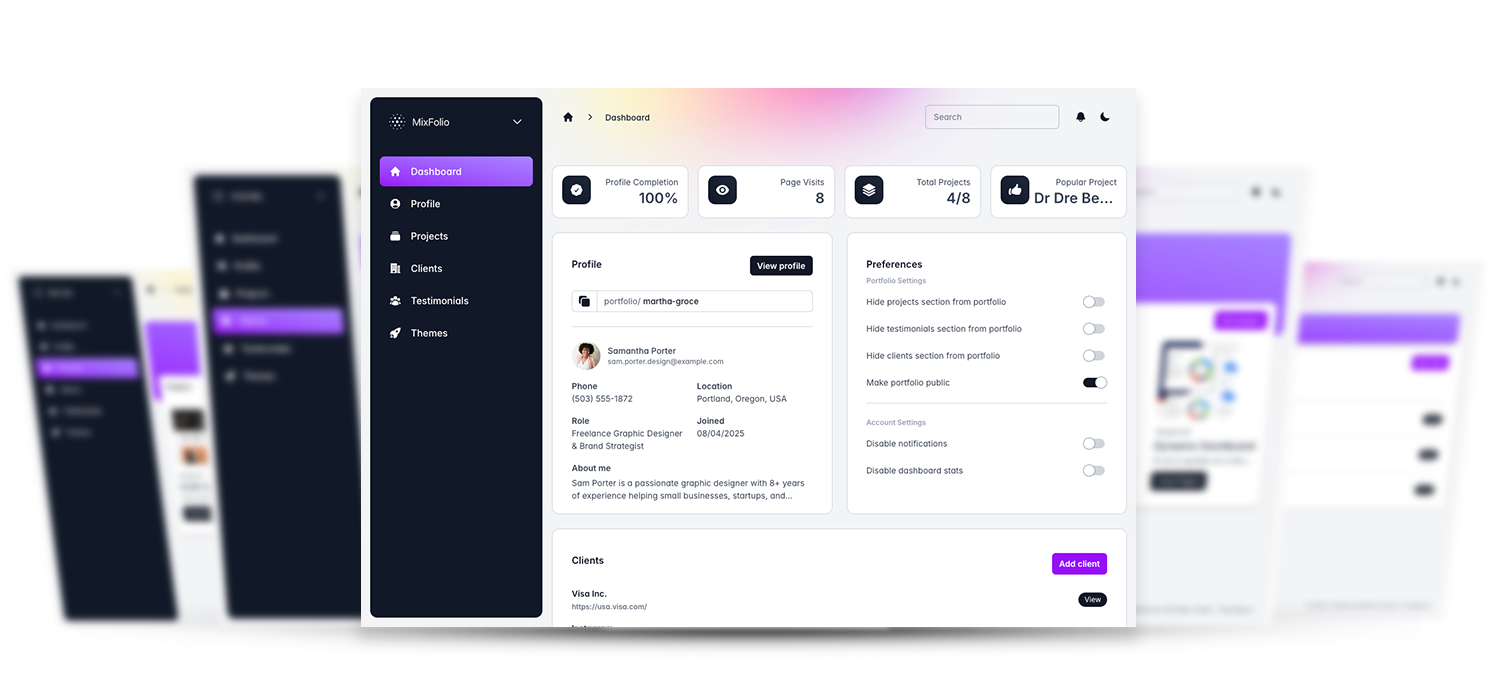 MixFolio
Dashboard
Profile
Projects
Clients
Testimonials
Themes
Dashboard
Search
Profile Completion
100%
Page Visits
8
Total Projects
4/8
Popular Project
Dr Dre Be...
Profile
View profile
portfolio/ martha-groce
Samantha Porter
sam.porter.design@example.com
Phone
(503) 555-1872
Location
Portland, Oregon, USA
Role
Freelance Graphic Designer
& Brand Strategist
Joined
08/04/2025
About me
Sam Porter is a passionate graphic designer with 8+ years
of experience helping small businesses, startups, and...
Preferences
Portfolio Settings
Hide projects section from portfolio
Hide testimonials section from portfolio
Hide clients section from portfolio
Make portfolio public
Account Settings
Disable notifications
Disable dashboard stats
Clients
Add client
Visa Inc.
https://usa.visa.com/
View